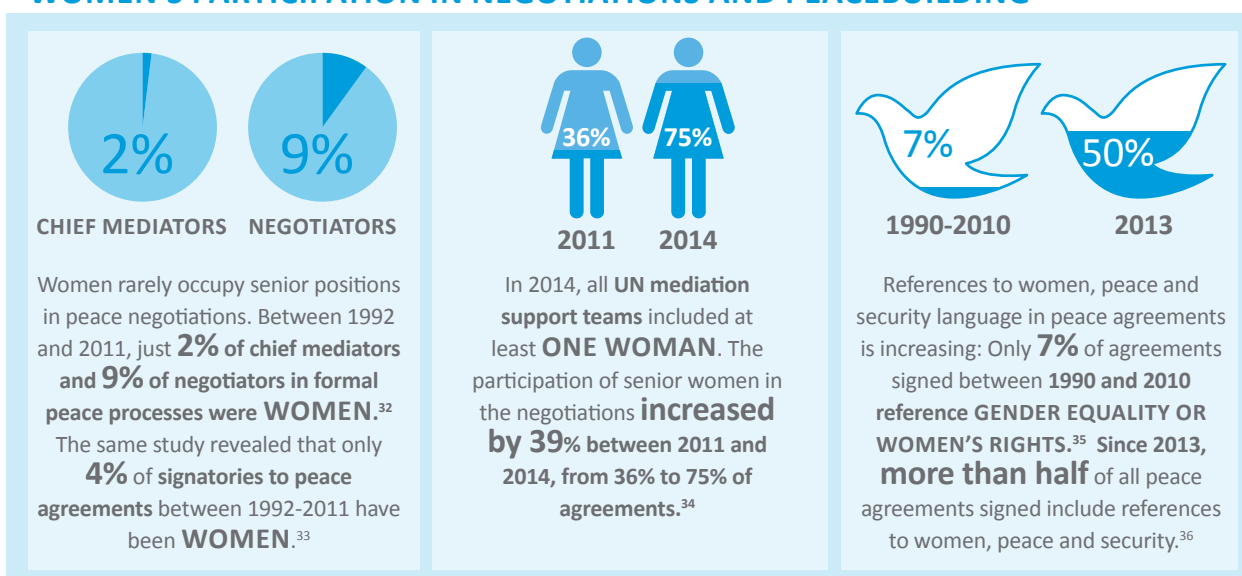 WOMEN'S PARTICIPATION IN NEGOTIATIONS AND PEACEBUILDING
2%
9%
CHIEF MEDIATORS
NEGOTIATORS
Women rarely occupy senior positions
in peace negotiations. Between 1992
and 2011, just 2% of chief mediators
and 9% of negotiators in formal
peace processes were WOMEN.32
The same study revealed that only
4% of signatories to peace
agreements between 1992-2011 have
been WOMEN.33
36%
75%
2011
2014
In 2014, all UN mediation
support teams included at
least ONE WOMAN. The
participation of senior women in
the negotiations increased
by 39% between 2011 and
2014, from 36% to 75% of
agreements.34
7%
50%
1990-2010
2013
References to women, peace and
security language in peace agreements
is increasing: Only 7% of agreements
signed between 1990 and 2010
reference GENDER EQUALITY OR
WOMEN'S RIGHTS.35 Since 2013,
more than half of all peace
agreements signed include references
to women, peace and security.36